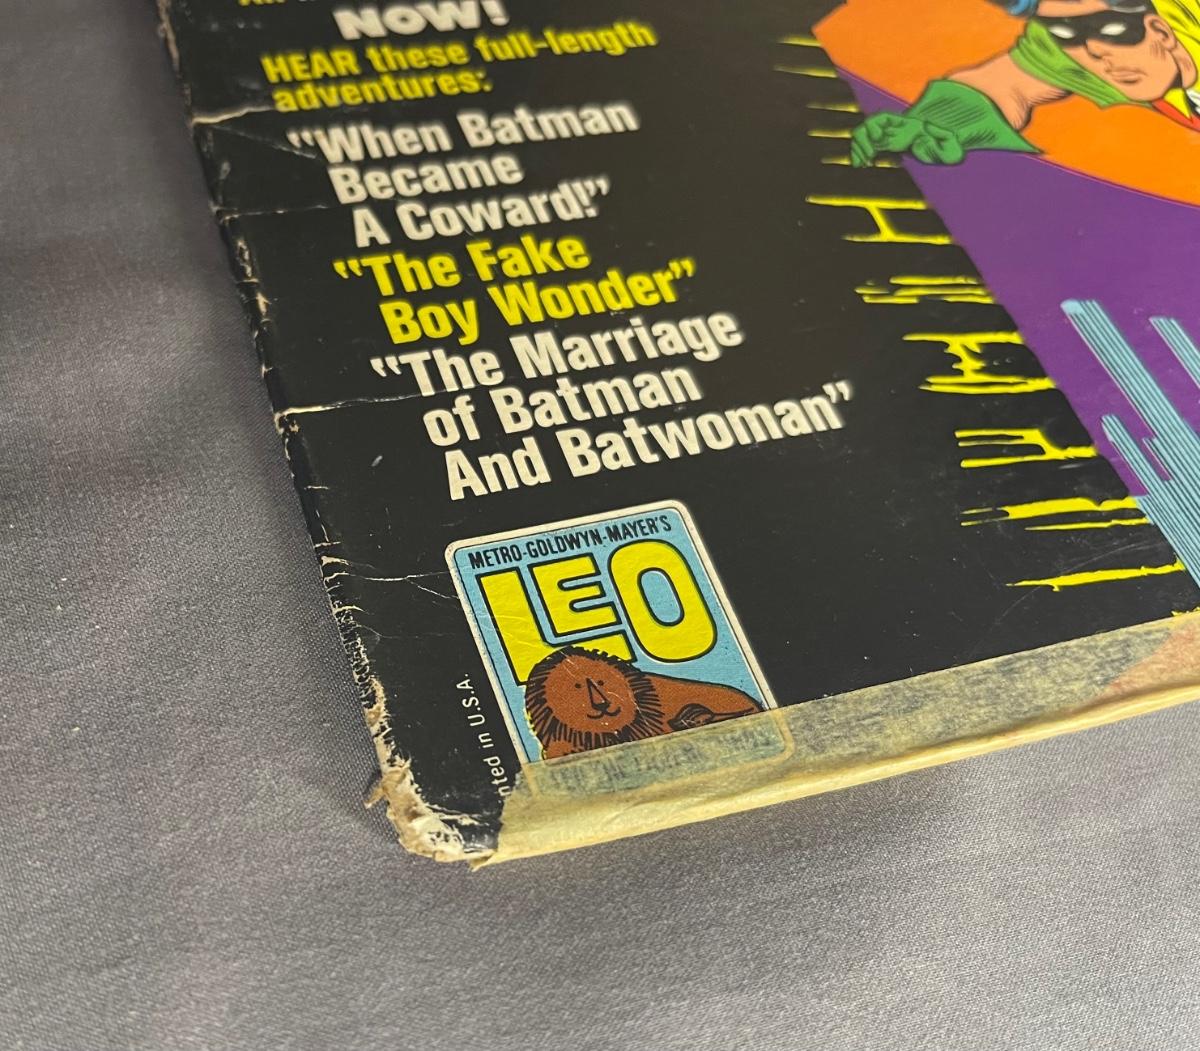 NOW!
HEAR these full-length
adventures:
"When Batman
Became
A Coward!"
"The Fake
Boy Wonder"
"The Marriage
of Batman
And Batwoman"
METRO-GOLDWYN-MAYER'S
LEO
nted in U.S.A.